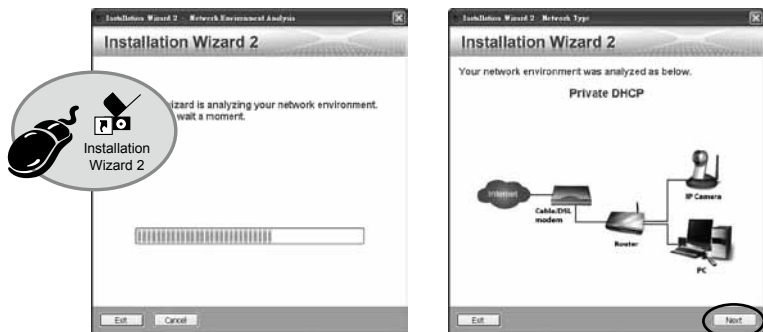 Installation Wizard 2 - Network Environment Analysis
Installation Wizard 2
wizard is analyzing your network environment.
wait a moment.
Installation
Wizard 2
Exit
Cancel
Installation Wizard 2 - Network Type
Installation Wizard 2
Your network environment was analyzed as below.
Private DHCP
Internet
Cable/DSL
modem
Router
IP Camera
PC
Exit
Next